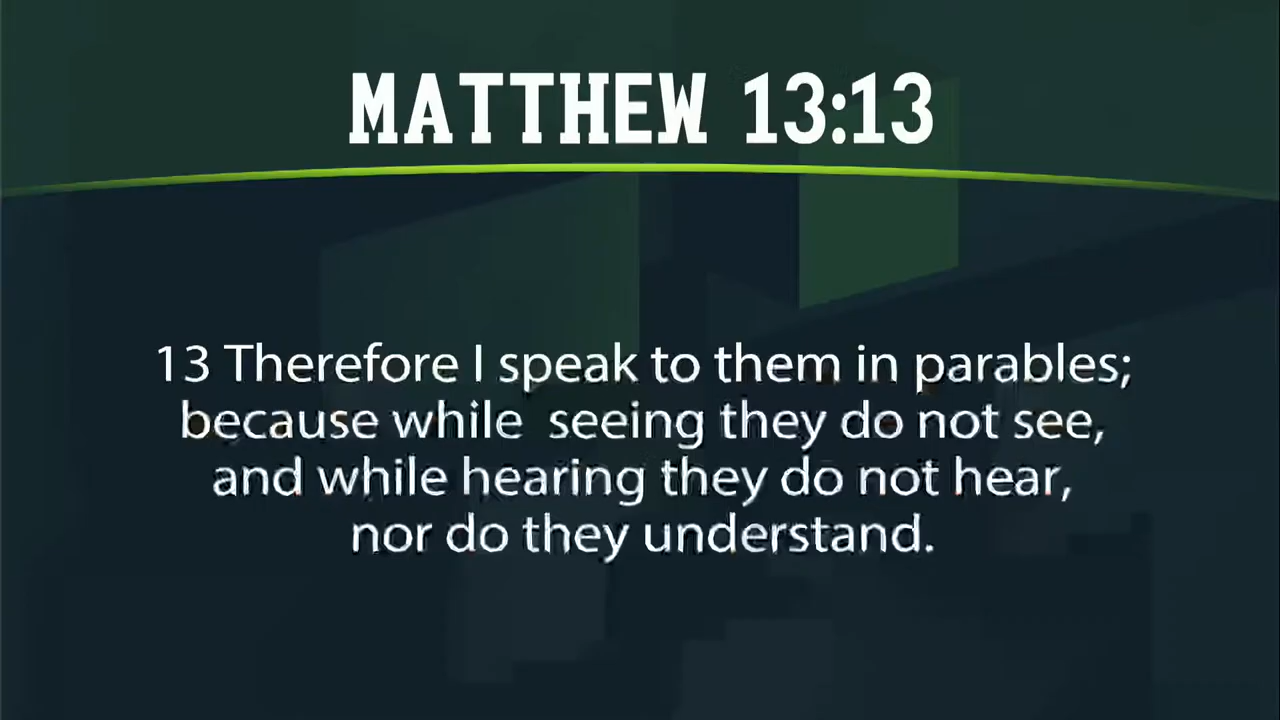 MATTHEW 13:13
13 Therefore I speak to them in parables;
because while  seeing they do not see,
and while hearing they do not hear,
nor do they understand.